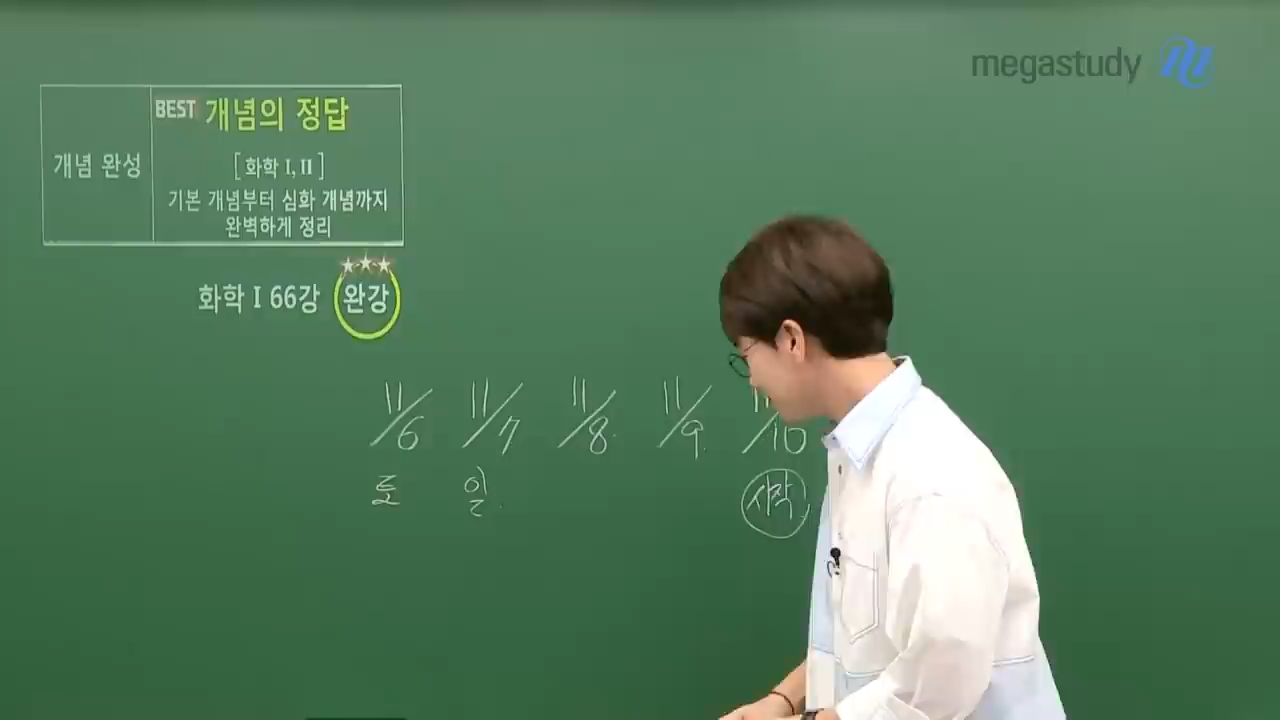 megastudy
개념 완성
BEST 개념의 정답
[화학 I, II]
기본 개념부터 심화 개념까지
완벽하게 정리
화학 I 66강 완강
11/6 11/7 11/8 11/9 11/10
토 일 시작